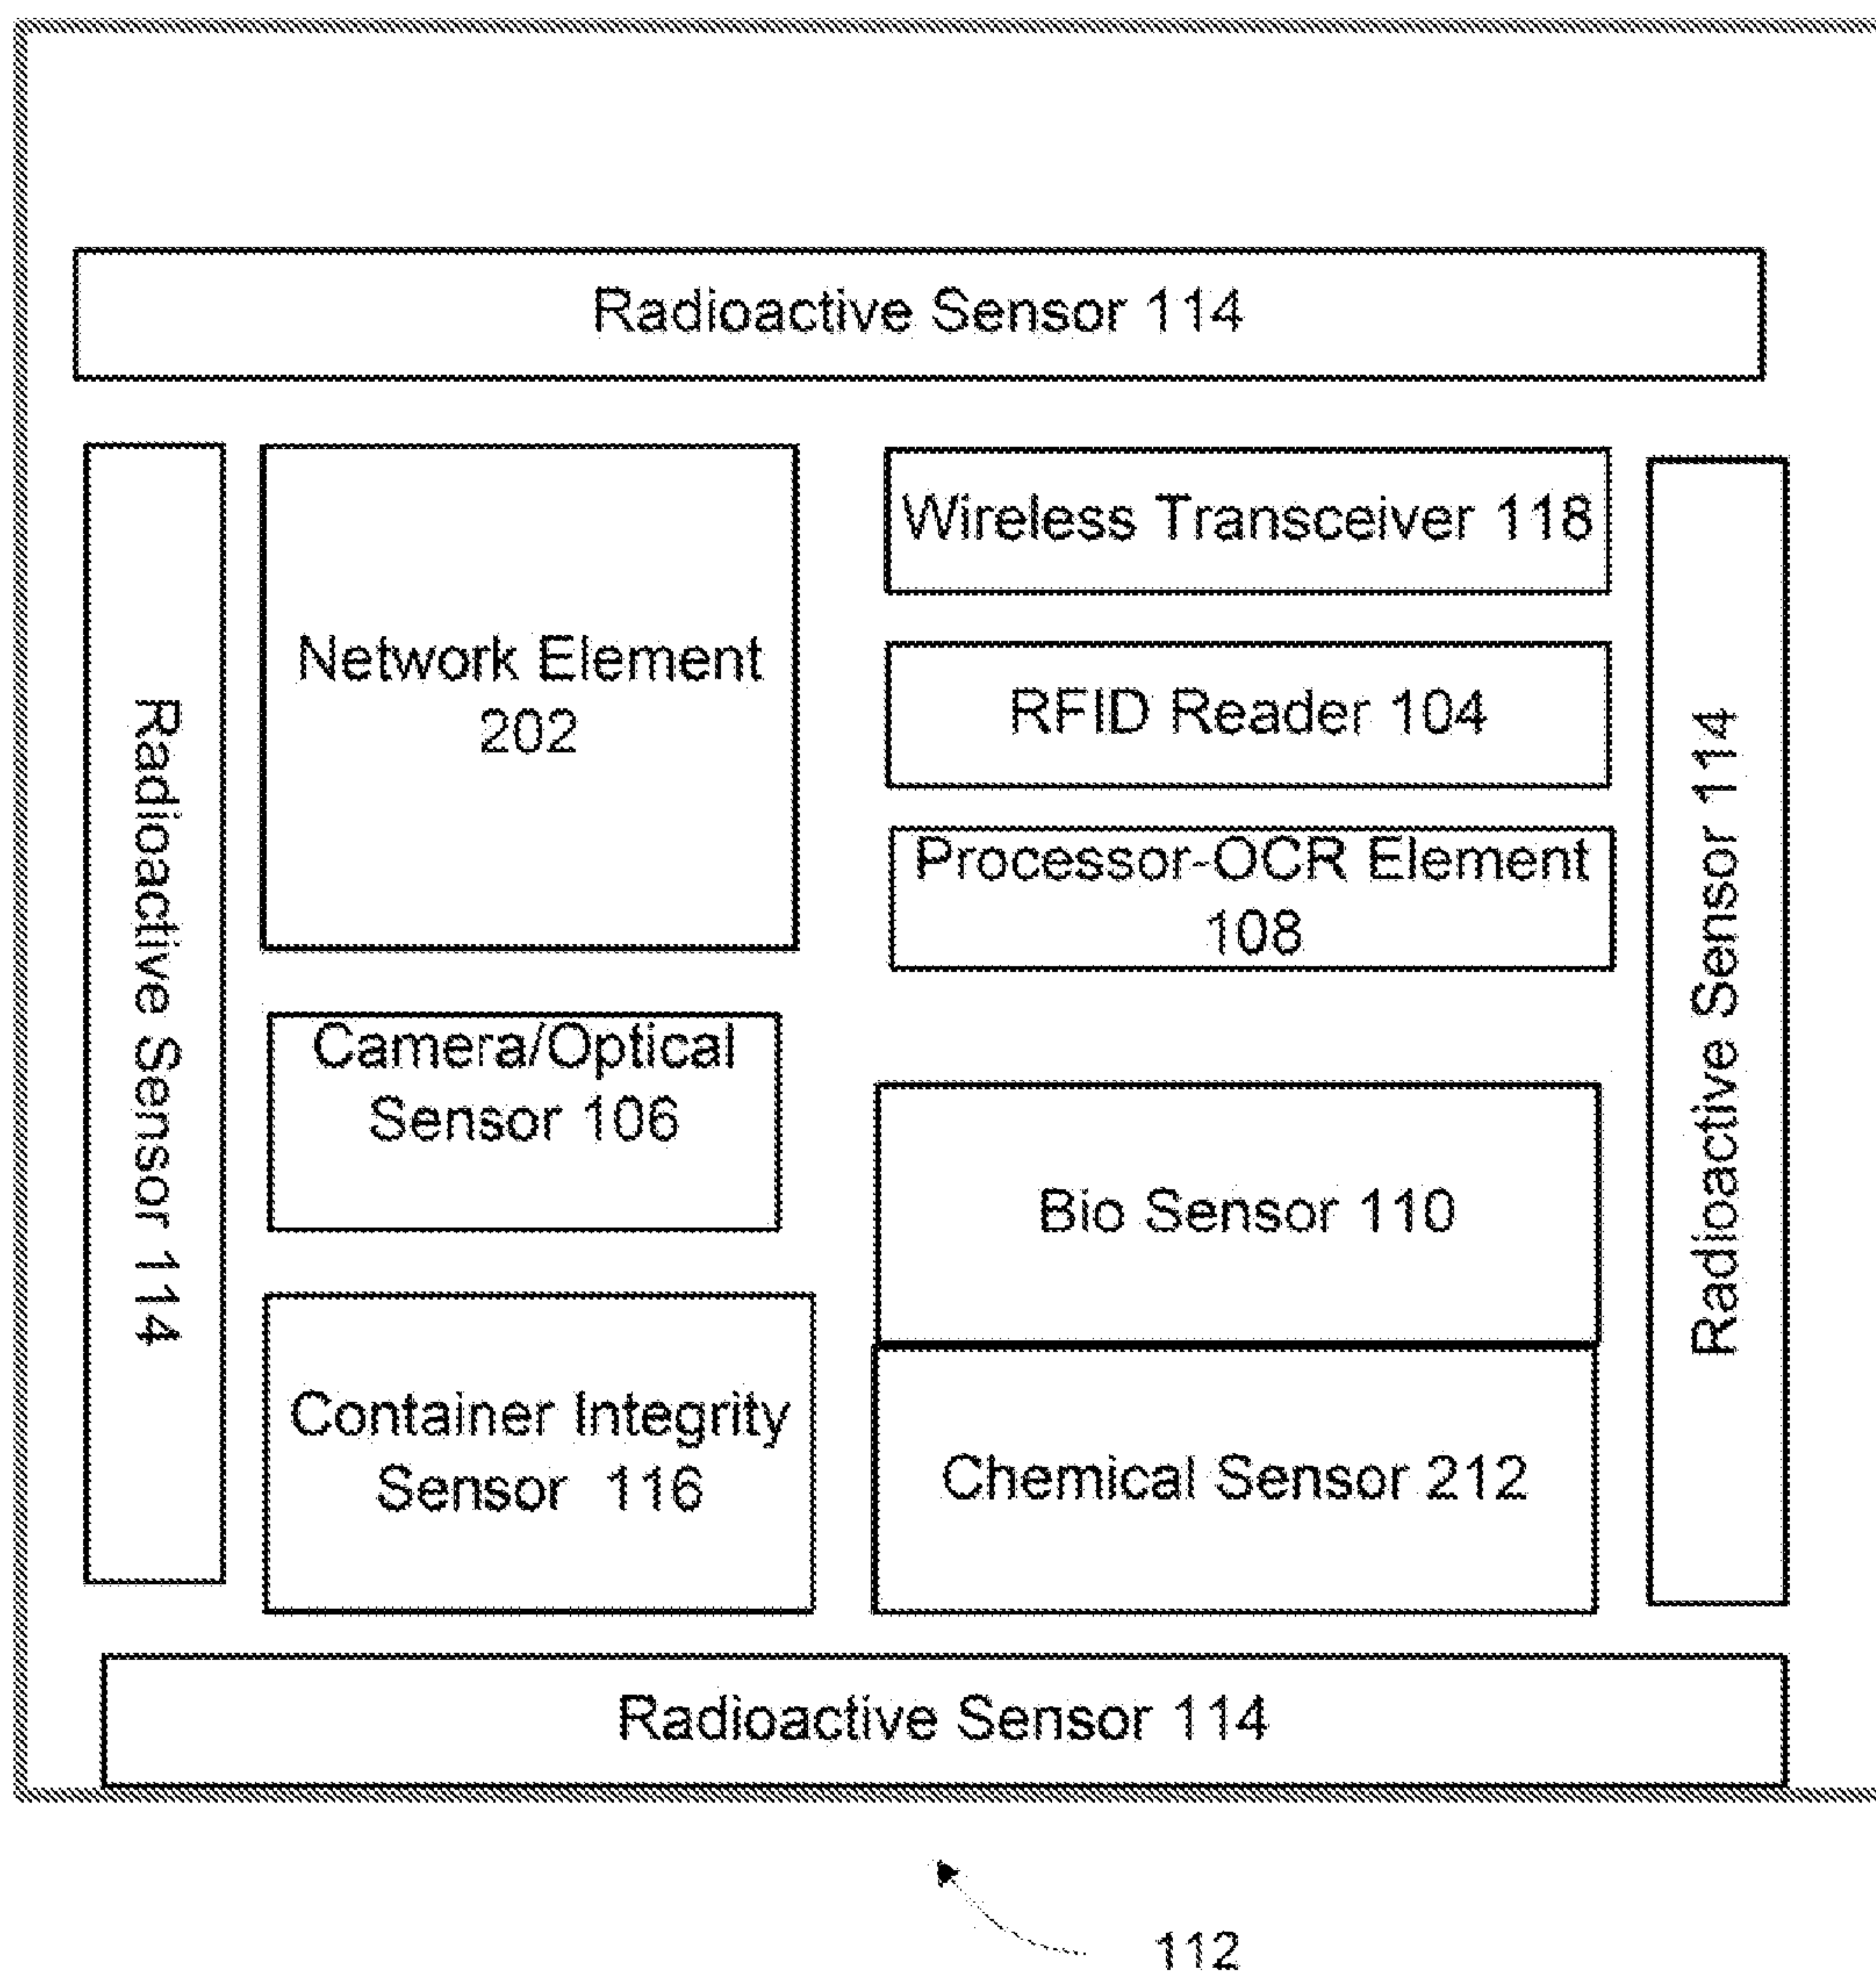 Radioactive Sensor 114
Radioactive Sensor 114
Network Element
202
Wireless Transceiver 118
RFID Reader 104
Processor-OCR Element
108
Radioactive Sensor 114
Camera/Optical
Sensor 106
Bio Sensor 110
Container Integrity
Sensor 116
Chemical Sensor 212
Radioactive Sensor 114
112